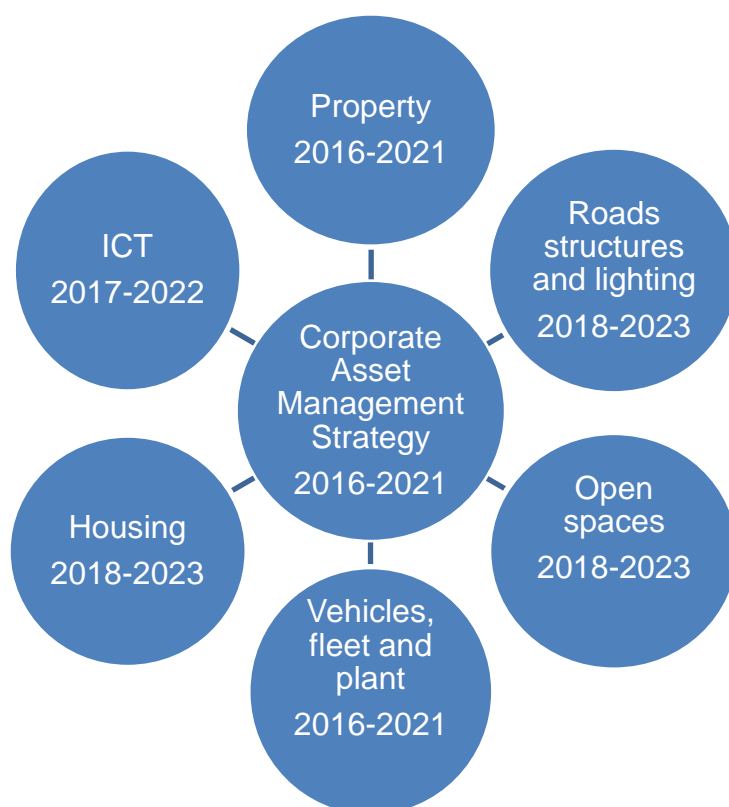 Property
2016-2021
Roads
structures
and lighting
2018-2023
Open
spaces
2018-2023
Vehicles,
fleet and
plant
2016-2021
Housing
2018-2023
ICT
2017-2022
Corporate
Asset
Management
Strategy
2016-2021